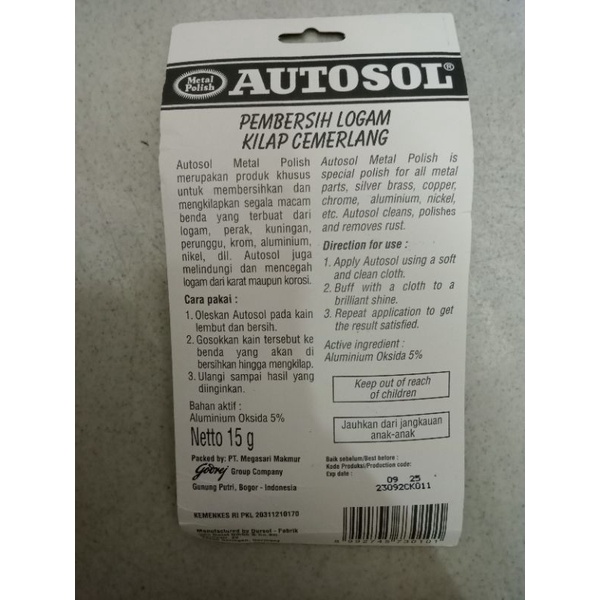 Metal
Polish
AUTOSOL®
PEMBERSIH LOGAM
KILAP CEMERLANG
Autosol Metal Polish
merupakan produk khusus
untuk membersihkan dan
mengkilapkan segala macam
benda yang terbuat dari
logam, perak, kuningan,
perunggu, krom, aluminium,
nikel, dll. Autosol juga
melindungi dan mencegah
logam dari karat maupun korosi.
Cara pakai :
1. Oleskan Autosol pada kain
lembut dan bersih.
2. Gosokkan kain tersebut ke
benda yang akan di
bersihkan hingga mengkilap.
3. Ulangi sampai hasil yang
diinginkan.
Bahan aktif :
Aluminium Oksida 5%
Netto 15 g
Packed by: PT. Megasari Makmur
Godrej Group Company
Gunung Putri, Bogor - Indonesia
KEMENKES RI PKL 20311210170
Manufactured by Dursol - Fabrik
Autosol Metal Polish is
special polish for all metal
parts, silver brass, copper,
chrome, aluminium, nickel,
etc. Autosol cleans, polishes
and removes rust.
Direction for use :
1. Apply Autosol using a soft
and clean cloth.
2. Buff with a cloth to a
brilliant shine.
3. Repeat application to get
the result satisfied.
Active ingredient :
Aluminium Oksida 5%
Keep out of reach
of children
Jauhkan dari jangkauan
anak-anak
Baik sebelum/Best before :
Kode Produksi/Production code:
Exp date :
09 25
23092CK011
8 992745 730101